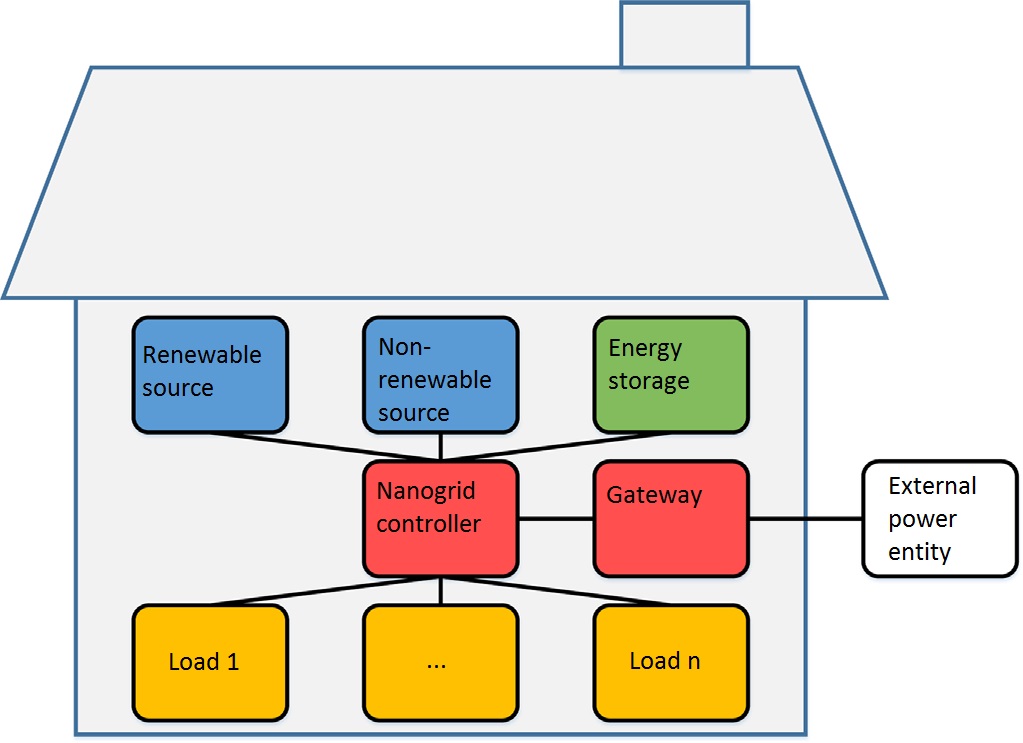 Renewable
source
Non-
renewable
source
Energy
storage
Nanogrid
controller
Gateway
External
power
entity
Load 1
...
Load n